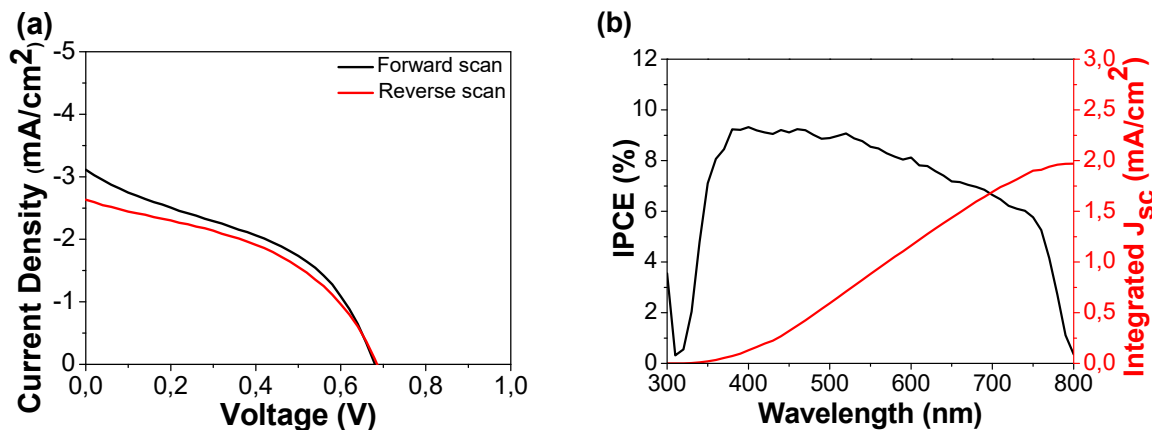 (a)
Current Density (mA/cm²)
-5
-4
-3
-2
-1
0
Forward scan
Reverse scan
0,0 0,2 0,4 0,6 0,8 1,0
Voltage (V)
(b)
IPCE (%)
12
10
8
6
4
2
0
3,0
2,5
2,0
1,5
1,0
0,5
0,0
Integrated Jsc (mA/cm²)
300 400 500 600 700 800
Wavelength (nm)